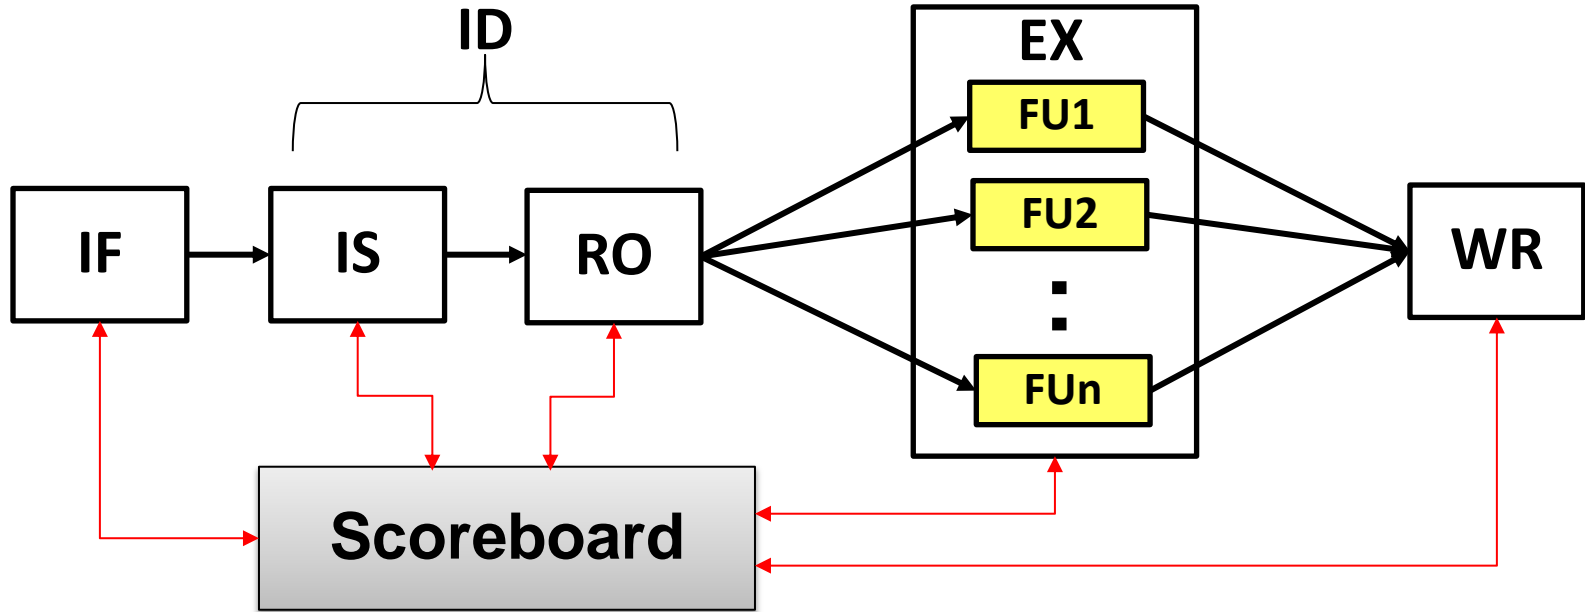 ID
EX
FU1
FU2
:
FUn
IF
IS
RO
WR
Scoreboard